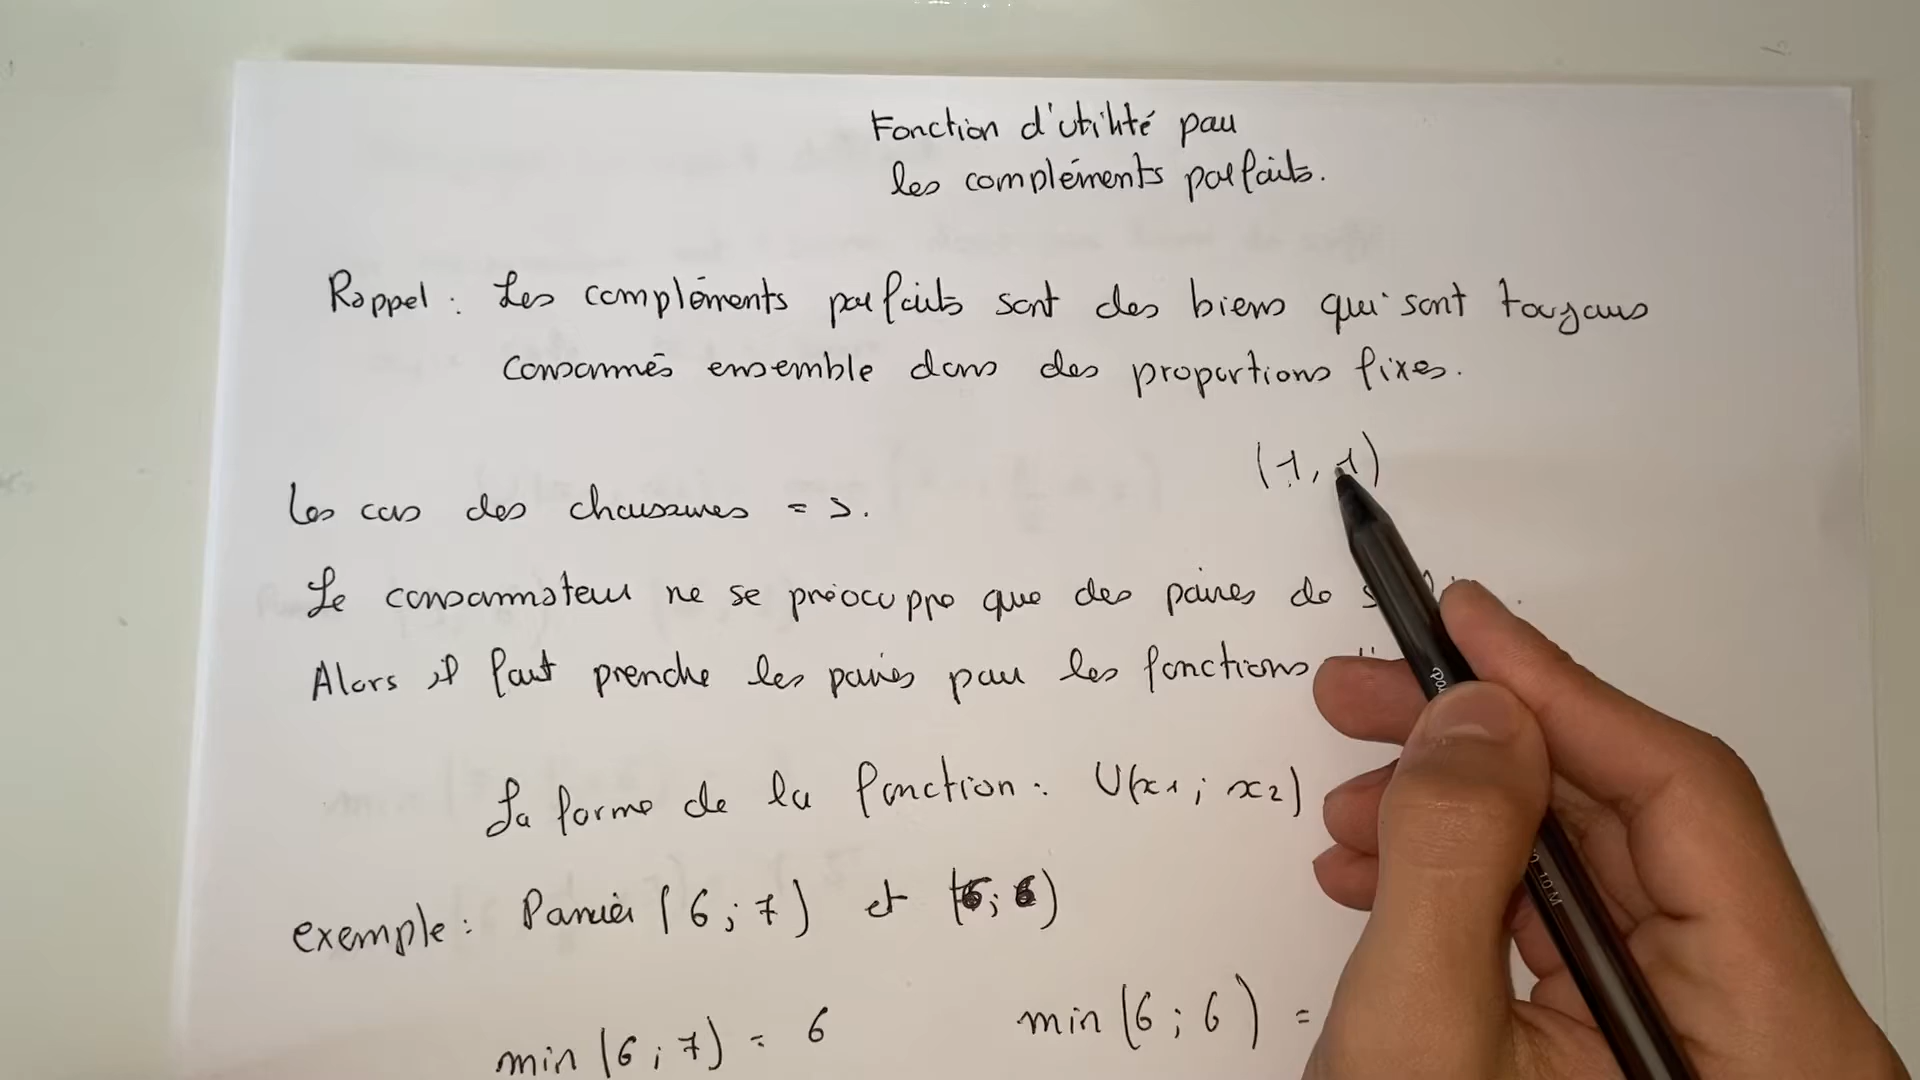 Fonction d'utilité pour
les compléments parfaits.
Rappel : Les compléments parfaits sont des biens qui sont toujours
consommés ensemble dans des proportions fixes.
(1, 1)
Les cas des chaussures = s.
Le consommateur ne se préoccupe que des paires de
Alors il faut prendre les paires pour les fonctions
La forme de la fonction : U(x1 ; x2)
exemple : Panier (6 ; 7) et (6 ; 6)
min (6 ; 7) = 6 min (6 ; 6) =
1.0 M